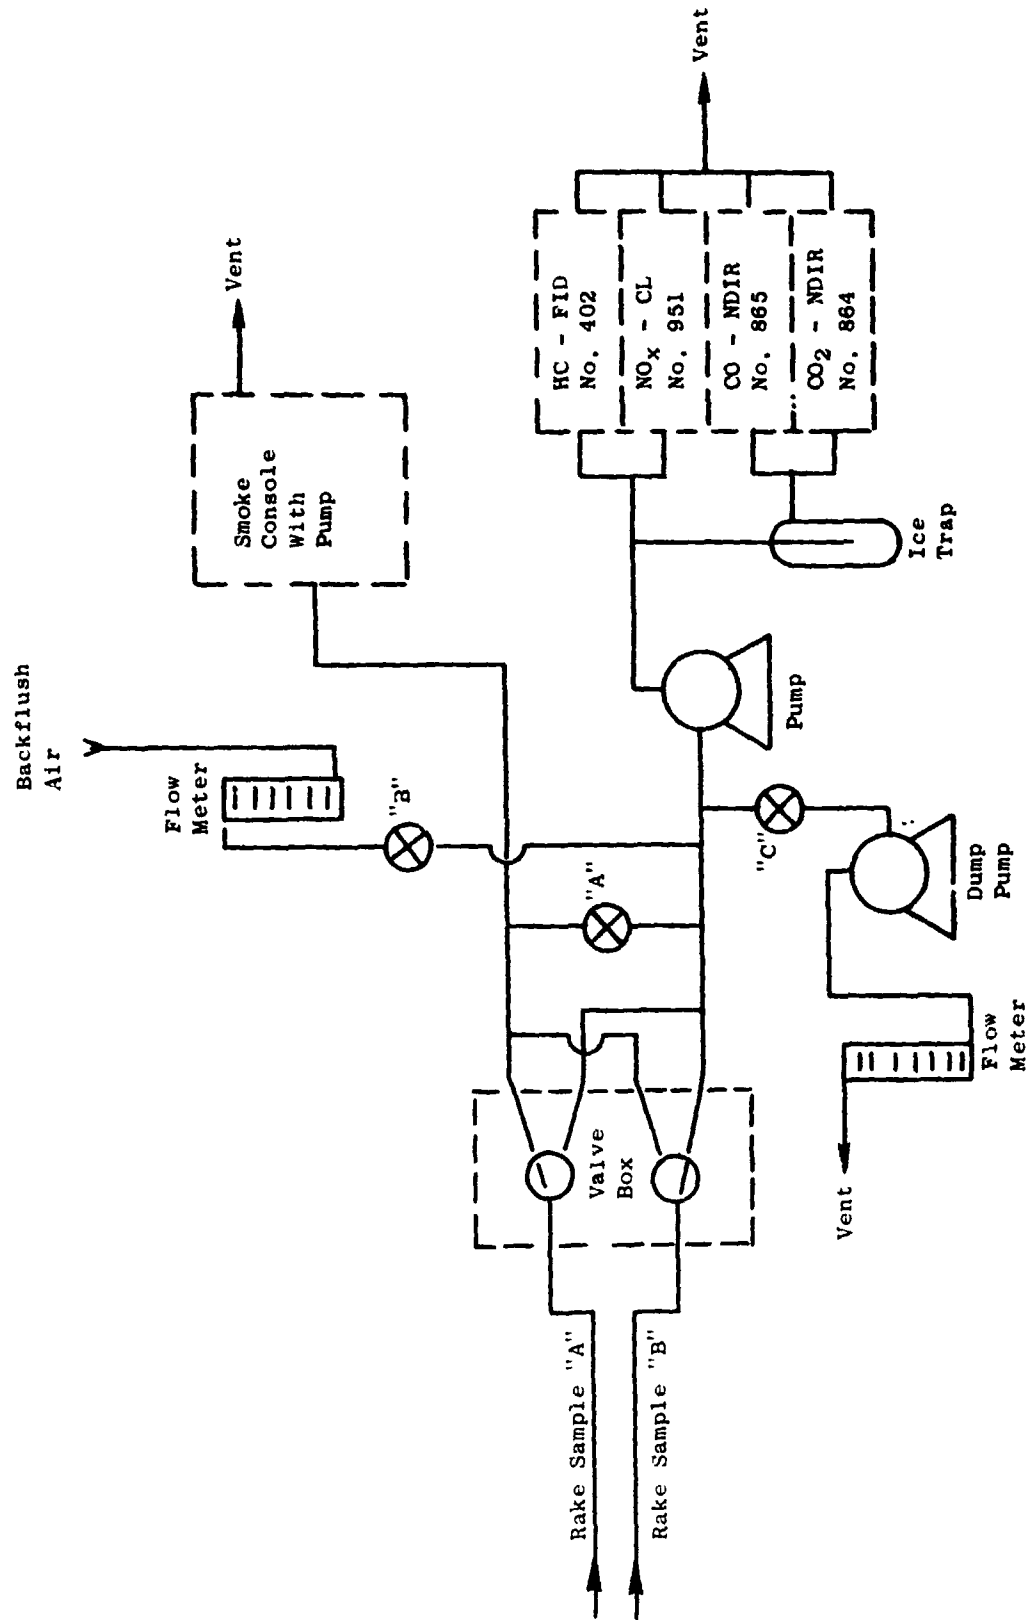 Backflush
Air
Flow
Meter
"B"
Smoke
Console
With
Pump
Vent
"A"
"C"
Rake Sample "A"
Rake Sample "B"
Valve
Box
Pump
Dump
Pump
Flow
Meter
Vent
Ice
Trap
HC - FID
No. 402
NOx - CL
No. 951
CO - NDIR
No. 865
CO2 - NDIR
No. 864
Vent